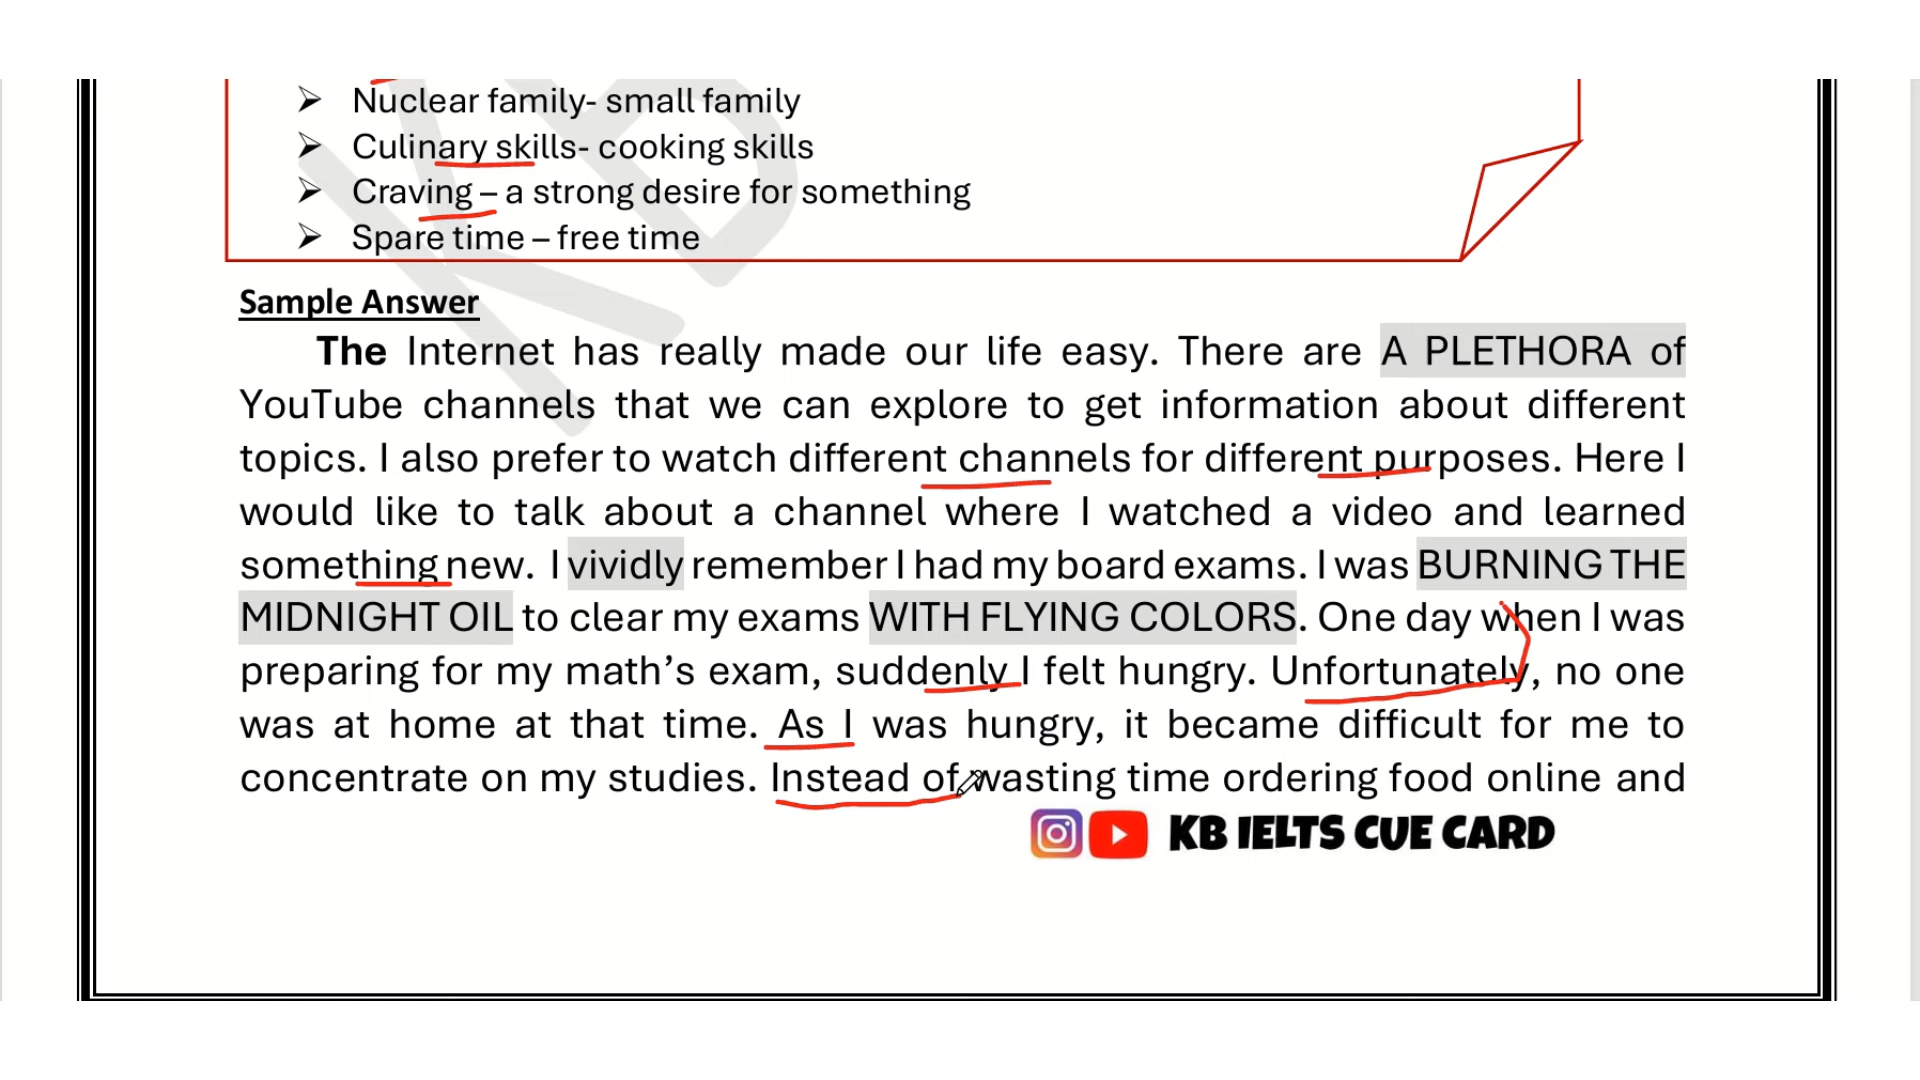 ➢ Nuclear family- small family
➢ Culinary skills- cooking skills
➢ Craving – a strong desire for something
➢ Spare time – free time
Sample Answer
The Internet has really made our life easy. There are A PLETHORA of
YouTube channels that we can explore to get information about different
topics. I also prefer to watch different channels for different purposes. Here I
would like to talk about a channel where I watched a video and learned
something new. I vividly remember I had my board exams. I was BURNING THE
MIDNIGHT OIL to clear my exams WITH FLYING COLORS. One day when I was
preparing for my math’s exam, suddenly I felt hungry. Unfortunately, no one
was at home at that time. As I was hungry, it became difficult for me to
concentrate on my studies. Instead of wasting time ordering food online and
KB IELTS CUE CARD